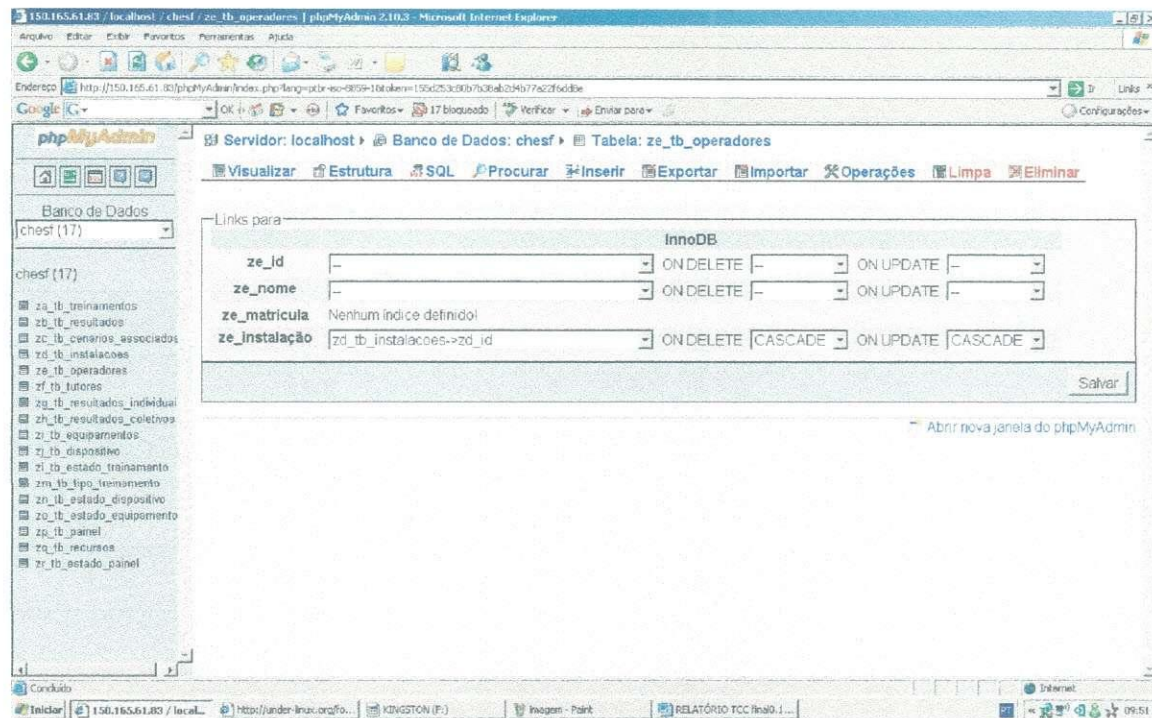 150.165.61.83 / localhost / chesf / ze_tb_operadores | phpMyAdmin 2.10.3 - Microsoft Internet Explorer
Arquivo Editar Exibir Favoritos Ferramentas Ajuda
Endereço
Ir Links
Google G OK Favoritos 17 bloqueado Verificar Enviar para Configurações
phpMyAdmin
Servidor: localhost Banco de Dados: chesf Tabela: ze_tb_operadores
Visualizar Estrutura SQL Procurar Inserir Exportar Importar Operações Limpa Eliminar
Banco de Dados
chesf (17)
chesf (17)
za_tb_treinamentos
zb_tb_resultados
zc_tb_cenarios_associados
zd_tb_instalacoes
ze_tb_operadores
zf_tb_tutores
zg_tb_resultados_individuai
zh_tb_resultados_coletivos
zi_tb_equipamentos
zj_tb_dispositivo
zl_tb_estado_treinamento
zm_tb_tipo_treinamento
zn_tb_estado_dispositivo
zo_tb_estado_equipamento
zp_tb_painel
zq_tb_recursos
zr_tb_estado_painel
Links para
InnoDB
ze_id -- ON DELETE -- ON UPDATE --
ze_nome -- ON DELETE -- ON UPDATE --
ze_matricula Nenhum índice definido!
ze_instalação zd_tb_instalacoes->zd_id ON DELETE CASCADE ON UPDATE CASCADE
Salvar
Abrir nova janela do phpMyAdmin
Concluído Internet
Iniciar 150.165.61.83 / local... http://under-linux.org/fo... KINGSTON (F:) imagem - Paint RELATÓRIO TCC final0.1... PT 09:51